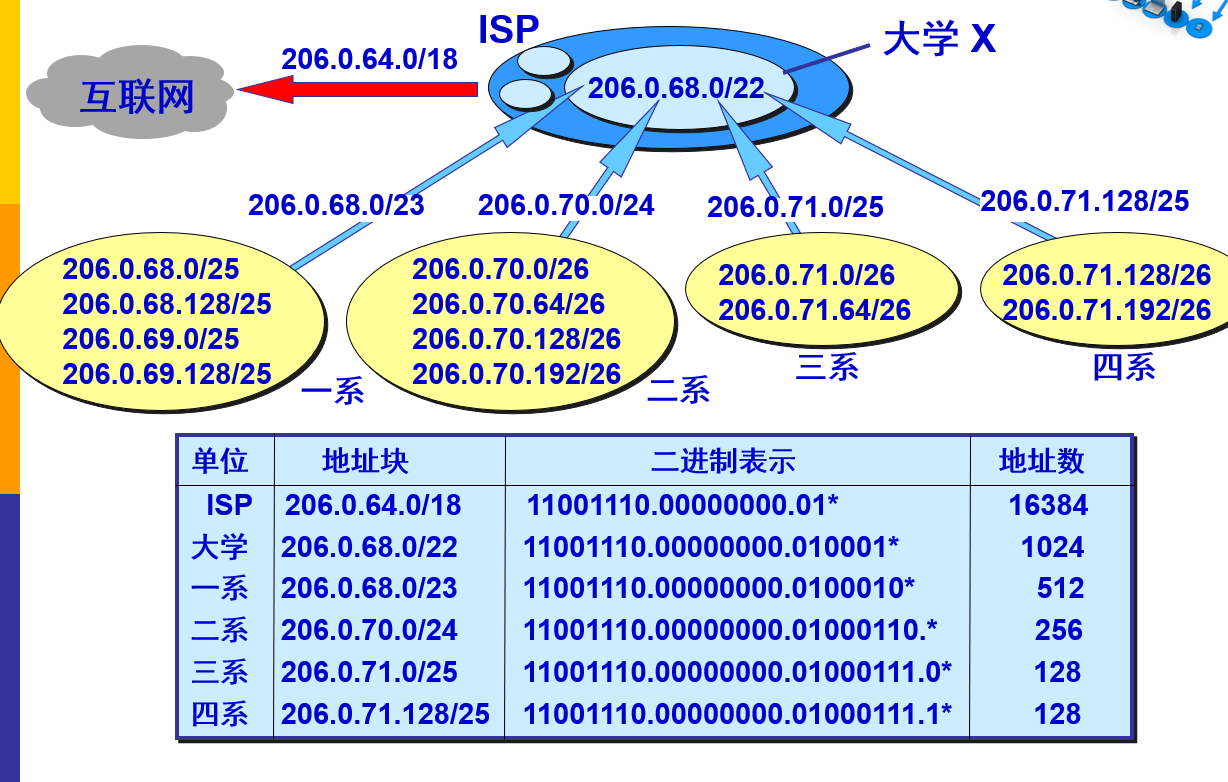 ISP
大学 X
206.0.64.0/18
互联网
206.0.68.0/22
206.0.68.0/23
206.0.70.0/24
206.0.71.0/25
206.0.71.128/25
206.0.68.0/25
206.0.68.128/25
206.0.69.0/25
206.0.69.128/25
一系
206.0.70.0/26
206.0.70.64/26
206.0.70.128/26
206.0.70.192/26
二系
206.0.71.0/26
206.0.71.64/26
三系
206.0.71.128/26
206.0.71.192/26
四系
单位 地址块 二进制表示 地址数
ISP 206.0.64.0/18 11001110.00000000.01* 16384
大学 206.0.68.0/22 11001110.00000000.010001* 1024
一系 206.0.68.0/23 11001110.00000000.0100010* 512
二系 206.0.70.0/24 11001110.00000000.01000110.* 256
三系 206.0.71.0/25 11001110.00000000.01000111.0* 128
四系 206.0.71.128/25 11001110.00000000.01000111.1* 128